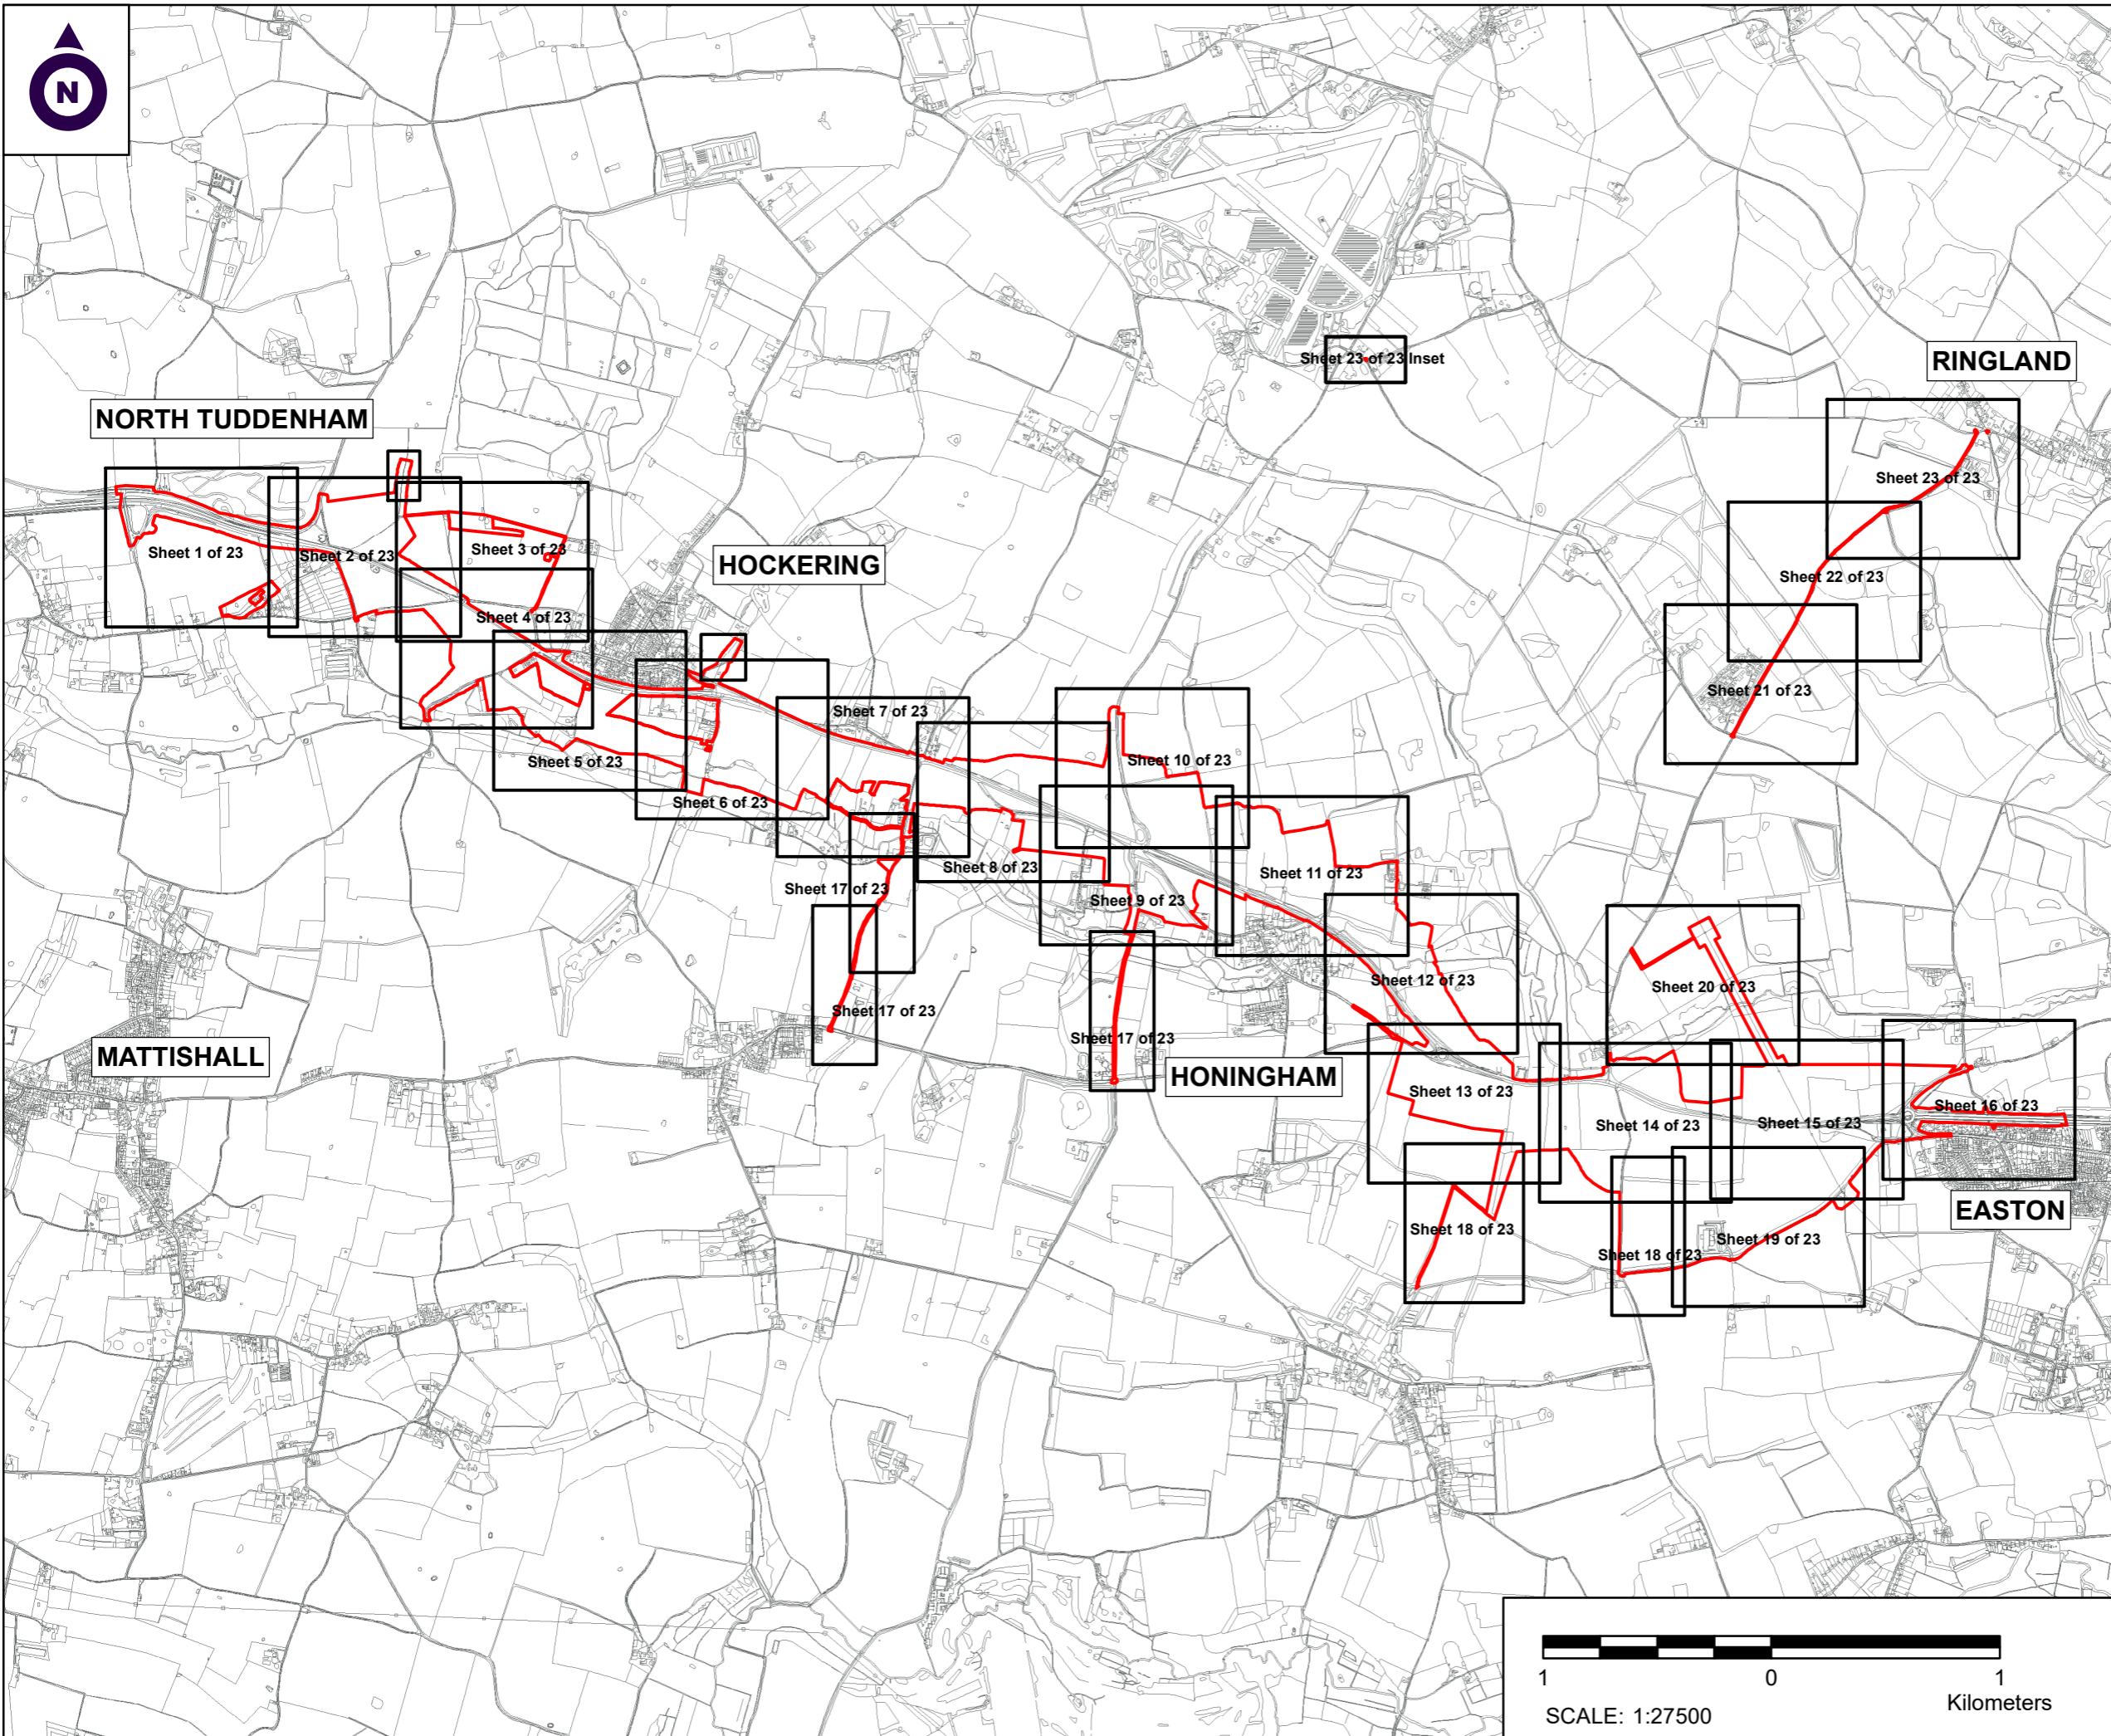 N
Sheet 23 of 23 Inset
RINGLAND
NORTH TUDDENHAM
Sheet 23 of 23
Sheet 1 of 23
Sheet 2 of 23
Sheet 3 of 23
HOCKERING
Sheet 22 of 23
Sheet 4 of 23
Sheet 21 of 23
Sheet 7 of 23
Sheet 5 of 23
Sheet 10 of 23
Sheet 6 of 23
Sheet 8 of 23
Sheet 11 of 23
Sheet 17 of 23
Sheet 9 of 23
Sheet 12 of 23
Sheet 20 of 23
Sheet 17 of 23
Sheet 17 of 23
MATTISHALL
HONINGHAM
Sheet 13 of 23
Sheet 16 of 23
Sheet 14 of 23
Sheet 15 of 23
EASTON
Sheet 18 of 23
Sheet 19 of 23
Sheet 18 of 23
1 0 1
Kilometers
SCALE: 1:27500